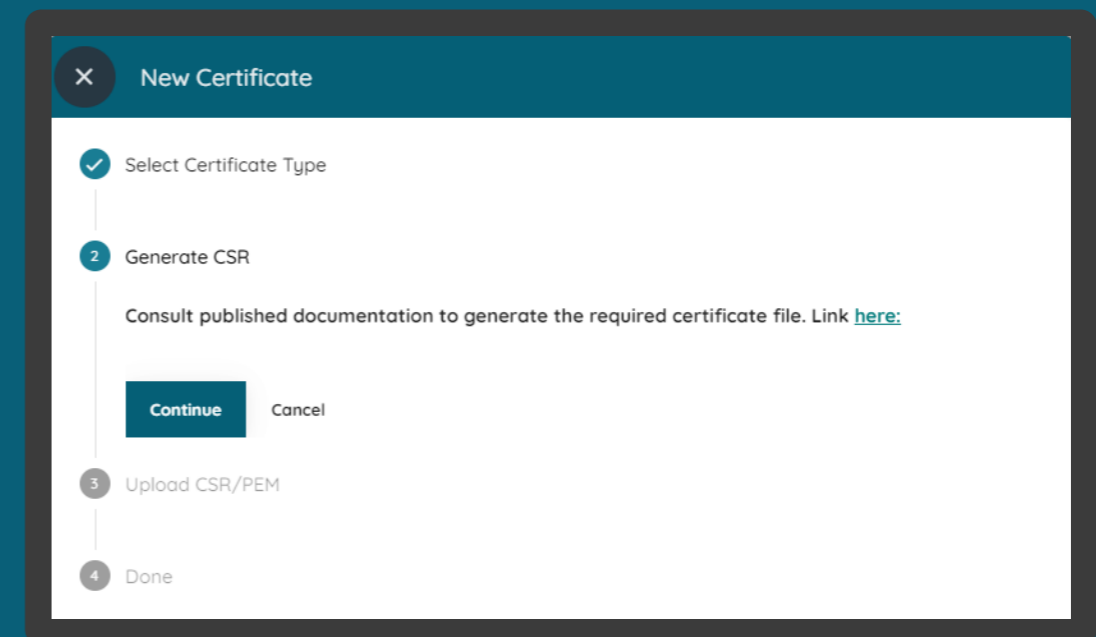 New Certificate
Select Certificate Type
2
Generate CSR
Consult published documentation to generate the required certificate file. Link here:
Continue
Cancel
3
Upload CSR/PEM
4
Done